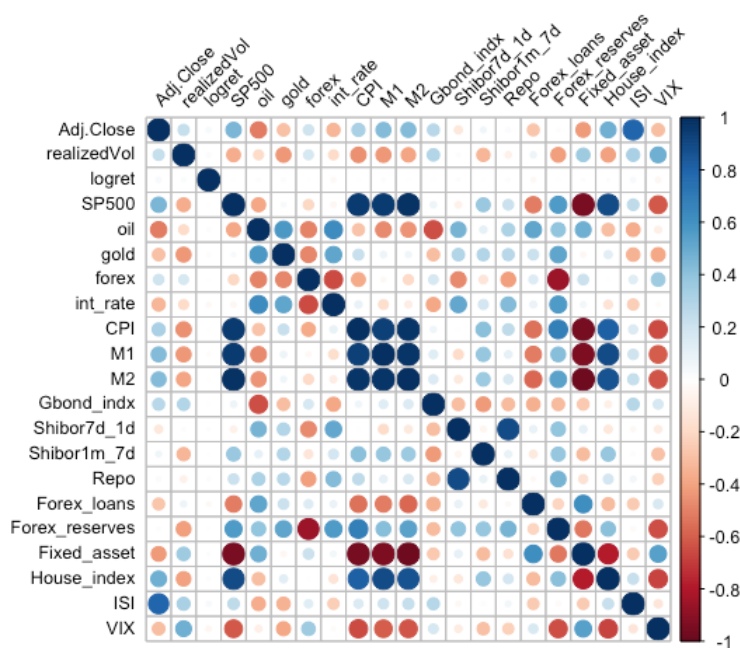 Adj.Close realizedVol logret SP500 oil gold forex int_rate CPI M1 M2 Gbond_indx Shibor7d_1d Shibor1m_7d Repo Forex_loans Forex_reserves Fixed_asset House_index ISI VIX
Adj.Close 1
realizedVol 0.8
logret
SP500 0.6
oil
gold 0.4
forex
int_rate 0.2
CPI
M1
M2 0
Gbond_indx
Shibor7d_1d -0.2
Shibor1m_7d
Repo -0.4
Forex_loans
Forex_reserves -0.6
Fixed_asset
House_index -0.8
ISI
VIX -1